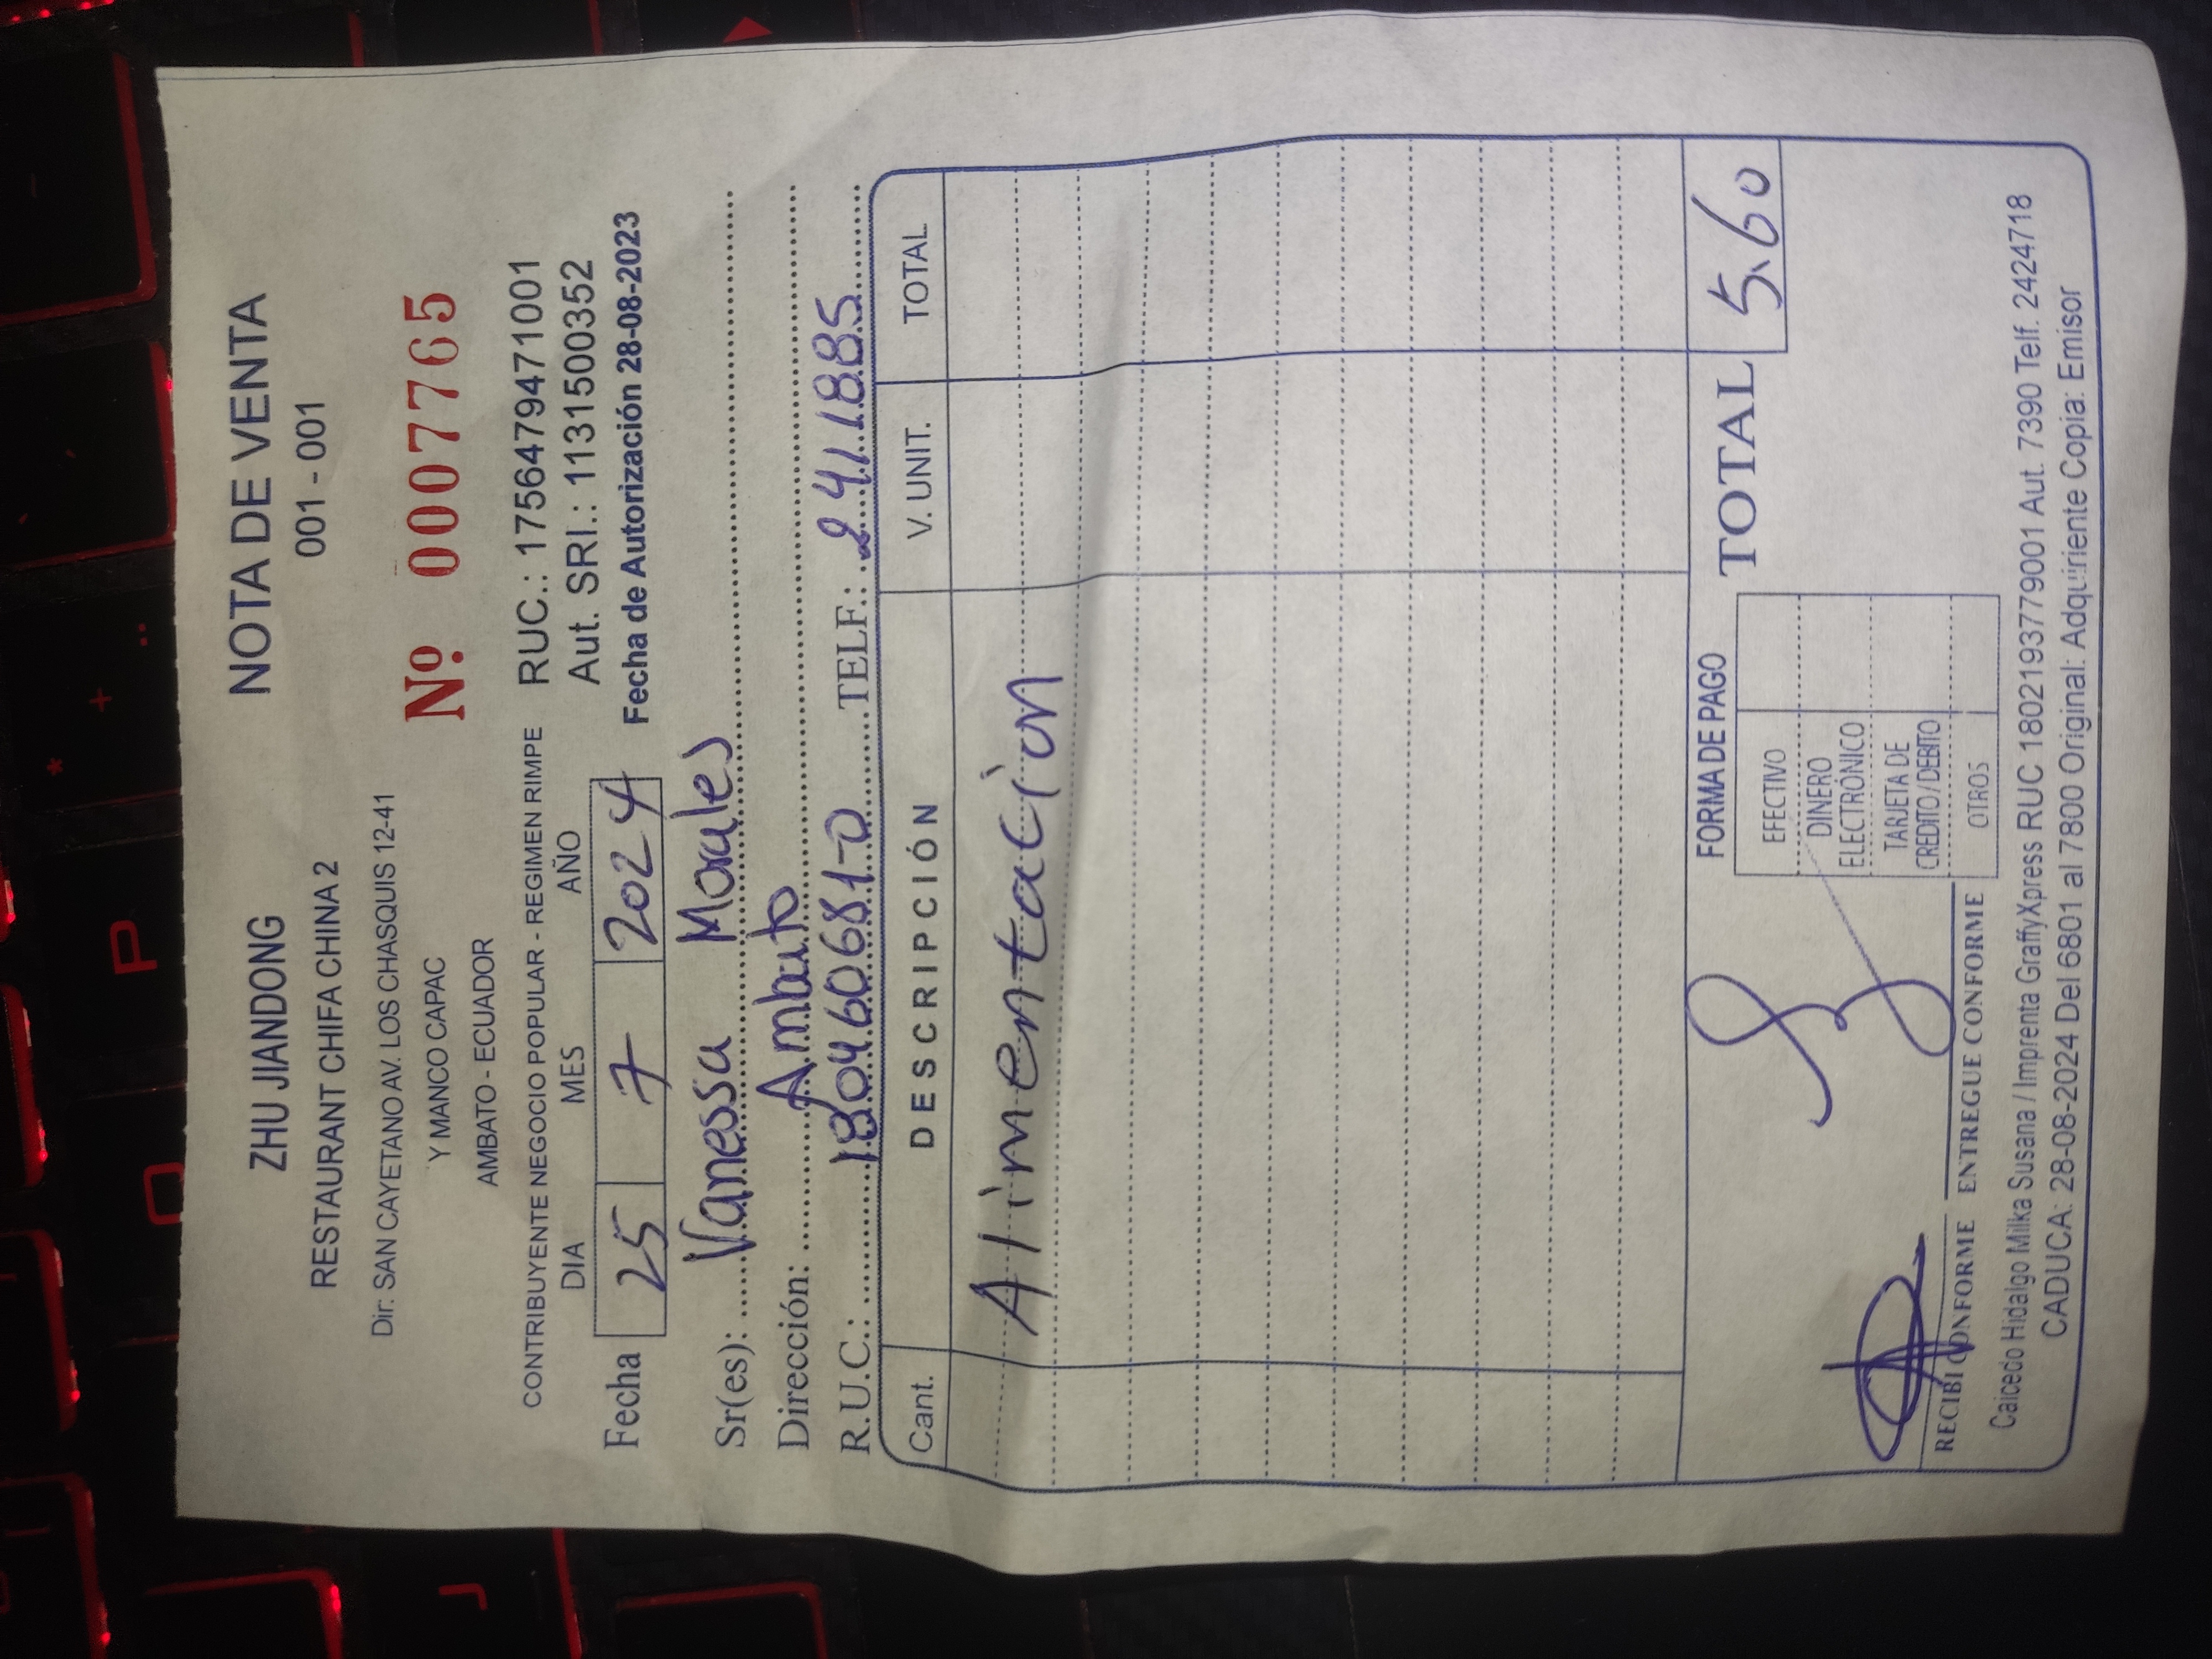 ZHU JIANDONG
RESTAURANT CHIFA CHINA 2
Dir: SAN CAYETANO AV. LOS CHASQUIS 12-41
Y MANCO CAPAC
AMBATO - ECUADOR
CONTRIBUYENTE NEGOCIO POPULAR - REGIMEN RIMPE
NOTA DE VENTA
001 - 001
Nº. 0007765
RUC.: 1756479471001
Aut. SRI.: 1131500352
Fecha de Autorización 28-08-2023
DIA MES AÑO
Fecha 25 7 2024
Sr(es): Vanessa Morales
Dirección: Ambato
R.U.C.: 180460681-0 TELF.: 2411885
Cant. DESCRIPCIÓN V. UNIT. TOTAL
Alimentacion
FORMA DE PAGO
EFECTIVO
DINERO
ELECTRÓNICO
TARJETA DE
CREDITO / DEBITO
OTROS
TOTAL 5.60
RECIBI CONFORME ENTREGUE CONFORME
Caicedo Hidalgo Milka Susana / Imprenta GraffyXpress RUC 1802193779001 Aut. 7390 Telf. 2424718
CADUCA: 28-08-2024 Del 6801 al 7800 Original: Adquiriente Copia: Emisor
P